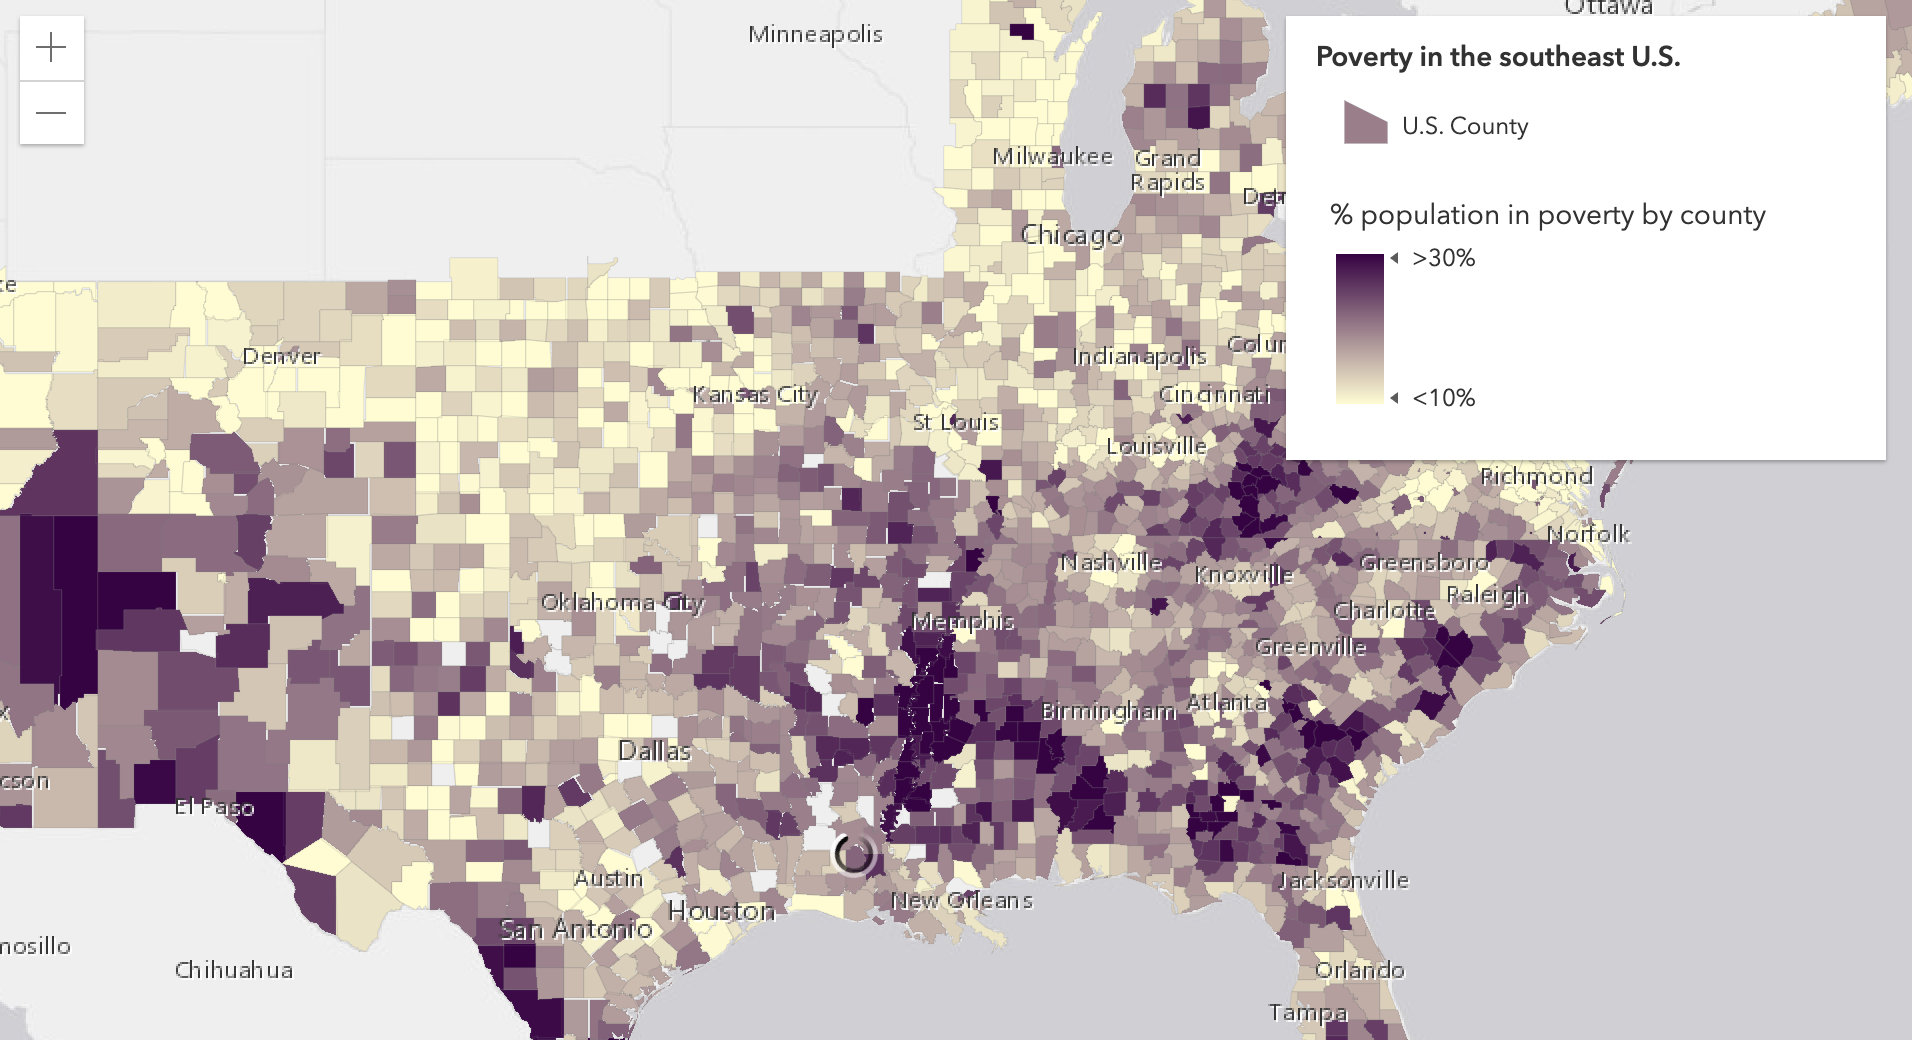 Ottawa
Minneapolis
Poverty in the southeast U.S.
U.S. County
Milwaukee
Grand
Rapids
Det
% population in poverty by county
Chicago
>30%
te
Denver
Indianapolis
Colu
Kansas City
Cincinnati
<10%
St Louis
Louisville
Richmond
Norfolk
Nashville
Knoxville
Greensboro
Oklahoma City
Raleigh
Memphis
Charlotte
Greenville
x
Birmingham
Atlanta
Dallas
cson
El Paso
Austin
Jacksonville
New Orleans
Houston
San Antonio
mosillo
Chihuahua
Orlando
Tampa